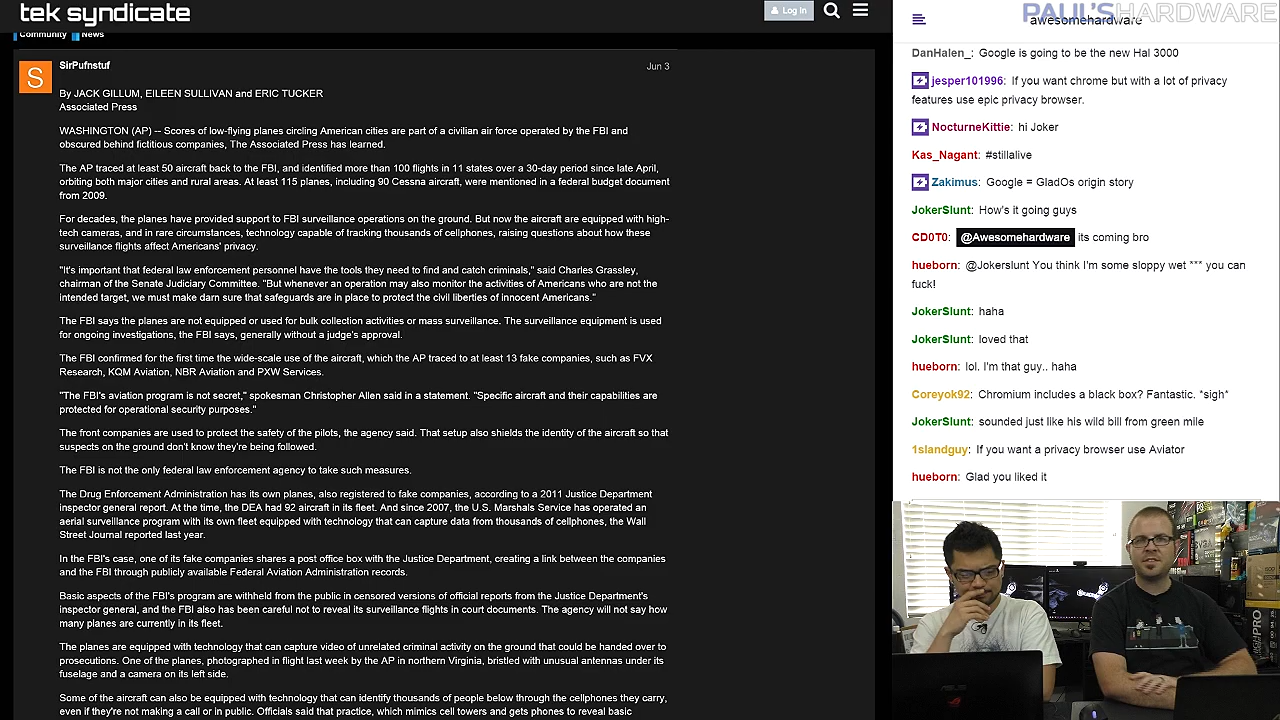 tek syndicate
Log In
Community News
S
SirPufnstuf
Jun 3
By JACK GILLUM, EILEEN SULLIVAN and ERIC TUCKER
Associated Press
WASHINGTON (AP) -- Scores of low-flying planes circling American cities are part of a civilian air force operated by the FBI and
obscured behind fictitious companies, The Associated Press has learned.
The AP traced at least 50 aircraft back to the FBI, and identified more than 100 flights in 11 states over a 30-day period since late April,
orbiting both major cities and rural areas. At least 115 planes, including 90 Cessna aircraft, were mentioned in a federal budget document
from 2009.
For decades, the planes have provided support to FBI surveillance operations on the ground. But now the aircraft are equipped with high-
tech cameras, and in rare circumstances, technology capable of tracking thousands of cellphones, raising questions about how these
surveillance flights affect Americans' privacy.
"It's important that federal law enforcement personnel have the tools they need to find and catch criminals," said Charles Grassley,
chairman of the Senate Judiciary Committee. "But whenever an operation may also monitor the activities of Americans who are not the
intended target, we must make darn sure that safeguards are in place to protect the civil liberties of innocent Americans."
The FBI says the planes are not equipped or used for bulk collection activities or mass surveillance. The surveillance equipment is used
for ongoing investigations, the FBI says, generally without a judge's approval.
The FBI confirmed for the first time the wide-scale use of the aircraft, which the AP traced to at least 13 fake companies, such as FVX
Research, KQM Aviation, NBR Aviation and PXW Services.
"The FBI's aviation program is not secret," spokesman Christopher Allen said in a statement. "Specific aircraft and their capabilities are
protected for operational security purposes."
The front companies are used to protect the safety of the pilots, the agency said. That setup also shields the identity of the aircraft so that
suspects on the ground don't know they're being followed.
The FBI is not the only federal law enforcement agency to take such measures.
The Drug Enforcement Administration has its own planes, also registered to fake companies, according to a 2011 Justice Department
inspector general report. At the time, the DEA had 92 aircraft in its fleet. And since 2007, the U.S. Marshals Service has operated an
aerial surveillance program with its own fleet equipped with technology that can capture data from thousands of cellphones, the Wall
Street Journal reported last year.
In the FBI's case, one of its fake companies shares a post office box with the Justice Department, creating a link between the companies
and the FBI through publicly available Federal Aviation Administration records.
Basic aspects of the FBI's program are withheld from the public in censored versions of official reports from the Justice Department's
inspector general, and the FBI also has been careful not to reveal its surveillance flights in court documents. The agency will not say how
many planes are currently in its fleet.
The planes are equipped with technology that can capture video of unrelated criminal activity on the ground that could be handed over to
prosecutions. One of the planes, photographed in flight last week by the AP in northern Virginia, bristled with unusual antennas under its
fuselage and a camera on its left side.
Some of the aircraft can also be equipped with technology that can identify thousands of people below through the cellphones they carry,
even if they're not making a call or in public. Officials said that practice, which mimics cell towers and gets phones to reveal basic
PAUL'SHARDWARE
awesomehardware
DanHalen_: Google is going to be the new Hal 3000
jesper101996: If you want chrome but with a lot of privacy
features use epic privacy browser.
NocturneKittie: hi Joker
Kas_Nagant: #stillalive
Zakimus: Google = GladOs origin story
JokerSlunt: How's it going guys
CD0T0: @Awesomehardware its coming bro
hueborn: @Jokerslunt You think I'm some sloppy wet *** you can
fuck!
JokerSlunt: haha
JokerSlunt: loved that
hueborn: lol. I'm that guy.. haha
Coreyok92: Chromium includes a black box? Fantastic. *sigh*
JokerSlunt: sounded just like his wild bill from green mile
1slandguy: If you want a privacy browser use Aviator
hueborn: Glad you liked it